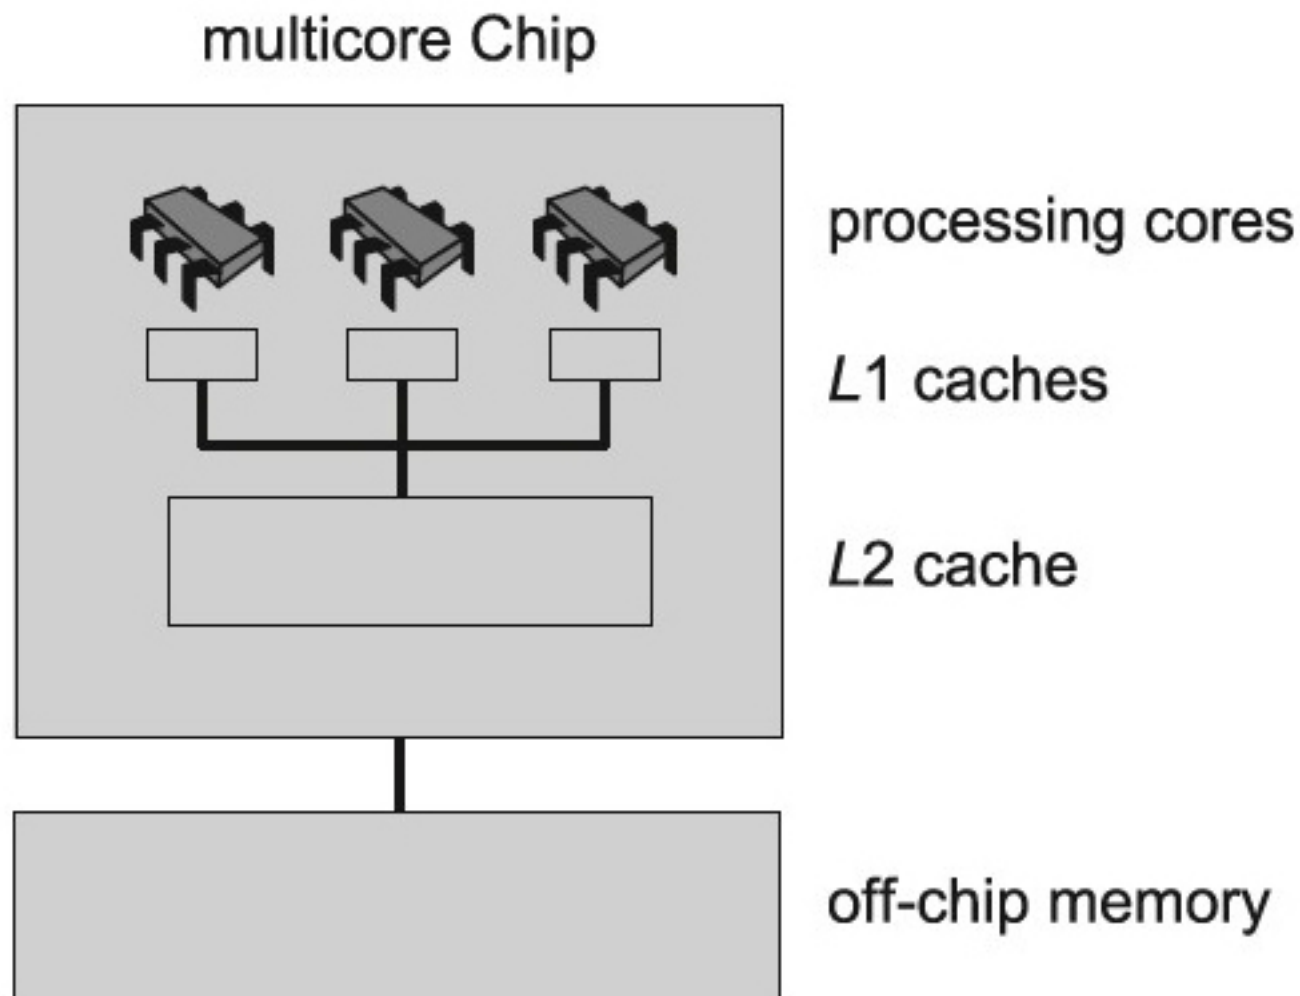 multicore Chip
processing cores
L1 caches
L2 cache
off-chip memory